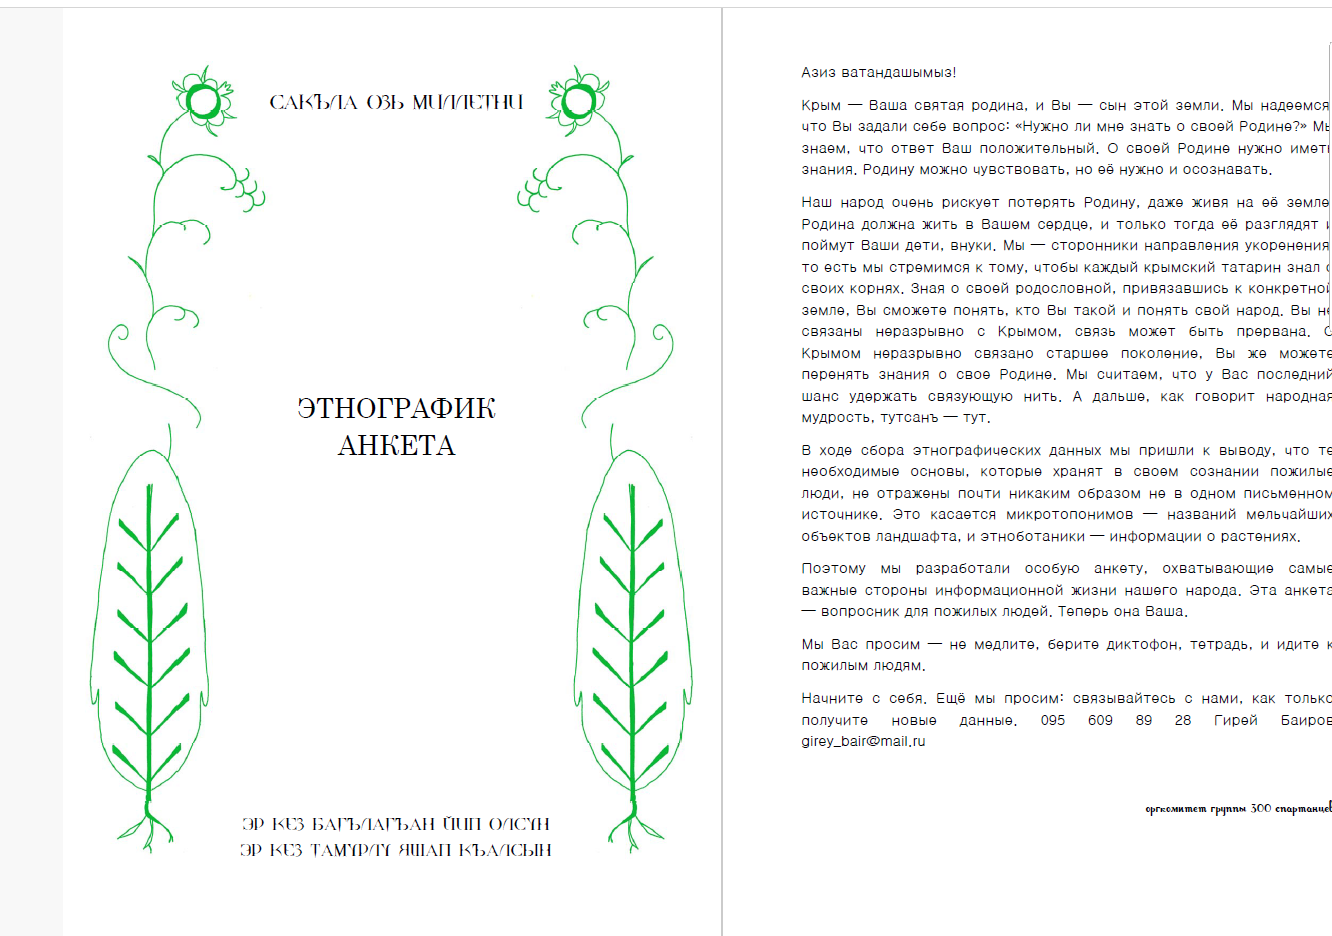 САКЪЛА ОЗЬ МИЛЛЕТНИ
ЭТНОГРАФИК
АНКЕТА
ЭР КЕЗ БАГЪЛАГЪАН ЙИП ОЛСУН
ЭР КЕЗ ТАМУРЛУ ЯШАП КЪАЛСЫН
Азиз ватандашымыз!
Крым — Ваша святая родина, и Вы — сын этой земли. Мы надеемся,
что Вы задали себе вопрос: «Нужно ли мне знать о своей Родине?» Мы
знаем, что ответ Ваш положительный. О своей Родине нужно иметь
знания. Родину можно чувствовать, но её нужно и осознавать.
Наш народ очень рискует потерять Родину, даже живя на её земле.
Родина должна жить в Вашем сердце, и только тогда её разглядят и
поймут Ваши дети, внуки. Мы — сторонники направления укоренения,
то есть мы стремимся к тому, чтобы каждый крымский татарин знал о
своих корнях. Зная о своей родословной, привязавшись к конкретной
земле, Вы сможете понять, кто Вы такой и понять свой народ. Вы не
связаны неразрывно с Крымом, связь может быть прервана. С
Крымом неразрывно связано старшее поколение, Вы же можете
перенять знания о свое Родине. Мы считаем, что у Вас последний
шанс удержать связующую нить. А дальше, как говорит народная
мудрость, тутсанъ — тут.
В ходе сбора этнографических данных мы пришли к выводу, что те
необходимые основы, которые хранят в своем сознании пожилые
люди, не отражены почти никаким образом не в одном письменном
источнике. Это касается микротопонимов — названий мельчайших
объектов ландшафта, и этноботаники — информации о растениях.
Поэтому мы разработали особую анкету, охватывающие самые
важные стороны информационной жизни нашего народа. Эта анкета
— вопросник для пожилых людей. Теперь она Ваша.
Мы Вас просим — не медлите, берите диктофон, тетрадь, и идите к
пожилым людям.
Начните с себя. Ещё мы просим: связывайтесь с нами, как только
получите новые данные. 095 609 89 28 Гирей Баиров
girey_bair@mail.ru
оргкомитет группы 300 спартанцев